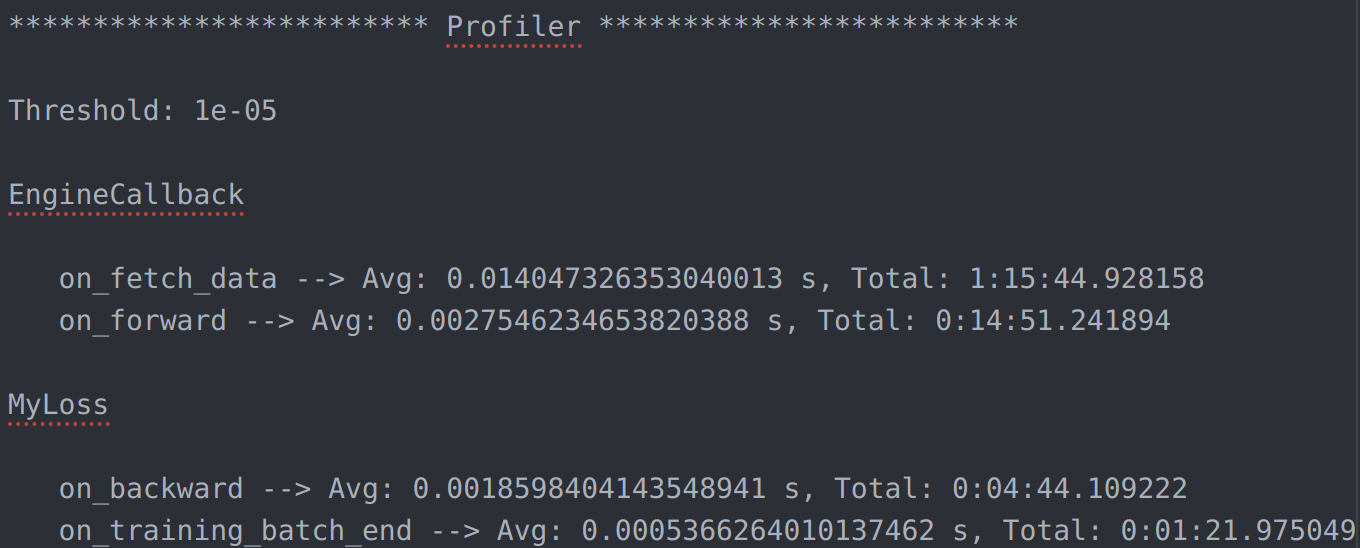 ************************* Profiler *************************
Threshold: 1e-05
EngineCallback
on_fetch_data --> Avg: 0.014047326353040013 s, Total: 1:15:44.928158
on_forward --> Avg: 0.0027546234653820388 s, Total: 0:14:51.241894
MyLoss
on_backward --> Avg: 0.0018598404143548941 s, Total: 0:04:44.109222
on_training_batch_end --> Avg: 0.0005366264010137462 s, Total: 0:01:21.975049